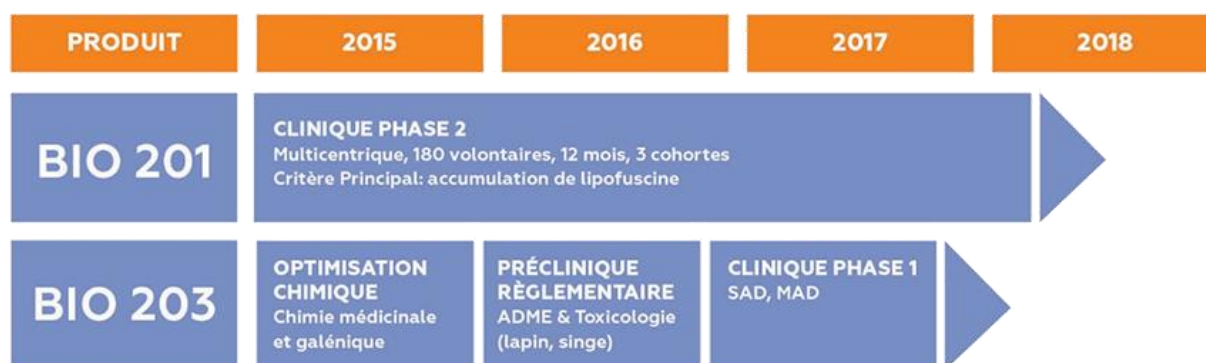 PRODUIT
2015
2016
2017
2018
BIO 201
CLINIQUE PHASE 2
Multicentrique, 180 volontaires, 12 mois, 3 cohortes
Critère Principal: accumulation de lipofuscine
BIO 203
OPTIMISATION
CHIMIQUE
Chimie médicinale
et galénique
PRÉCLINIQUE
RÈGLEMENTAIRE
ADME & Toxicologie
(lapin, singe)
CLINIQUE PHASE 1
SAD, MAD